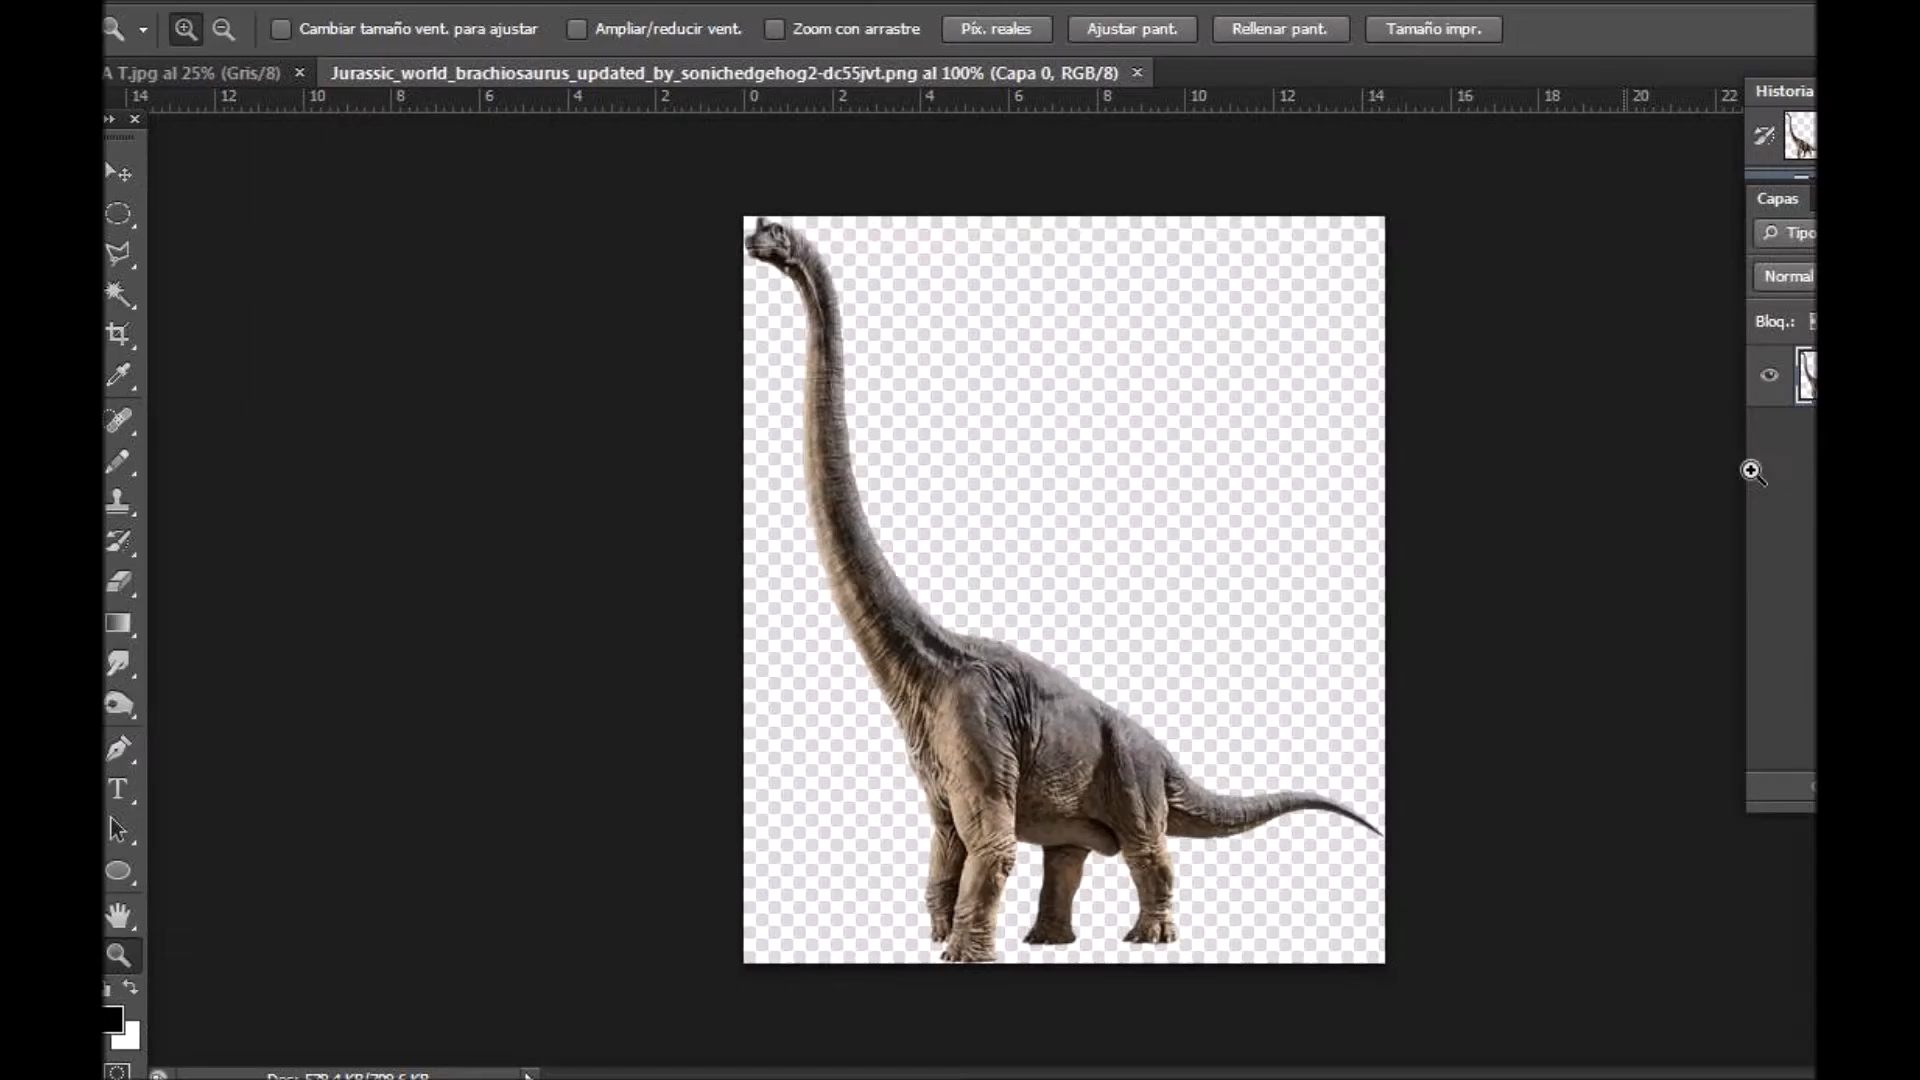 Cambiar tamaño vent. para ajustar Ampliar/reducir vent. Zoom con arrastre Píx. reales Ajustar pant. Rellenar pant. Tamaño impr.
A T.jpg al 25% (Gris/8) × Jurassic_world_brachiosaurus_updated_by_sonichedgehog2-dc55jvt.png al 100% (Capa 0, RGB/8) ×
14 12 10 8 6 4 2 0 2 4 6 8 10 12 14 16 18 20 22
Historia
Capas
Tipo
Normal
Bloq.:
T